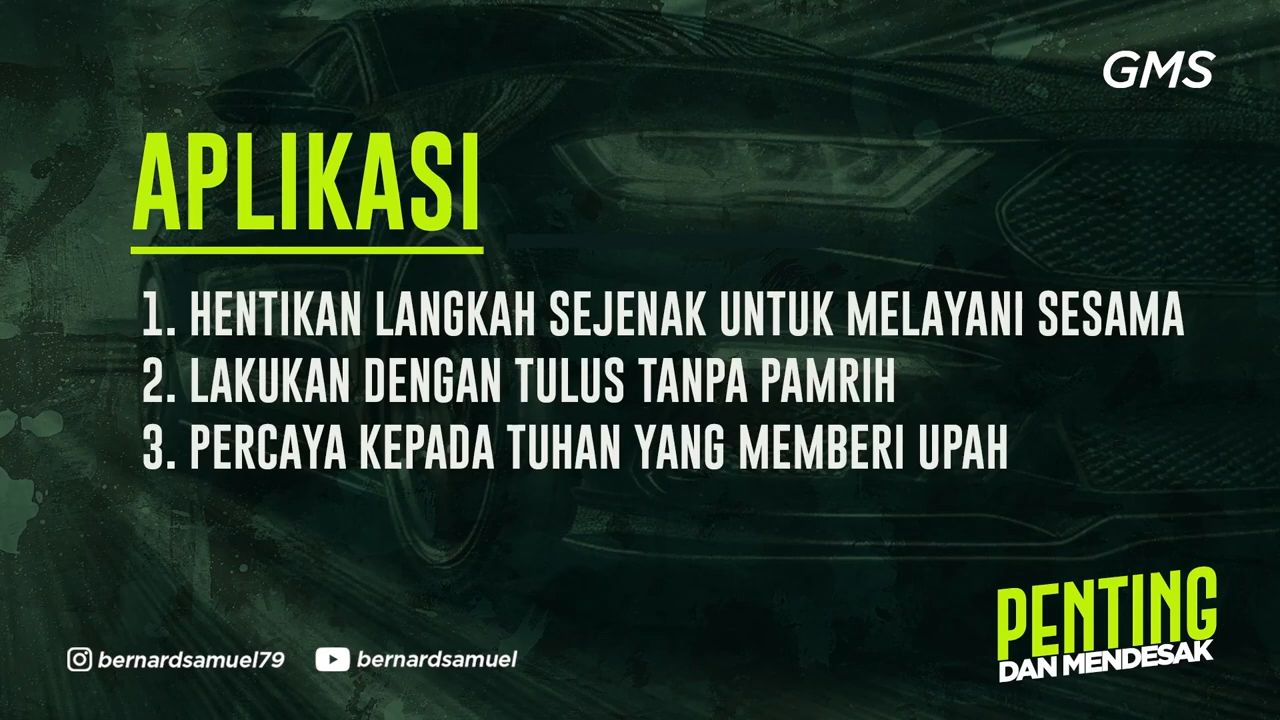 GMS
APLIKASI
1. HENTIKAN LANGKAH SEJENAK UNTUK MELAYANI SESAMA
2. LAKUKAN DENGAN TULUS TANPA PAMRIH
3. PERCAYA KEPADA TUHAN YANG MEMBERI UPAH
bernardsamuel79 bernardsamuel
PENTING
DAN MENDESAK